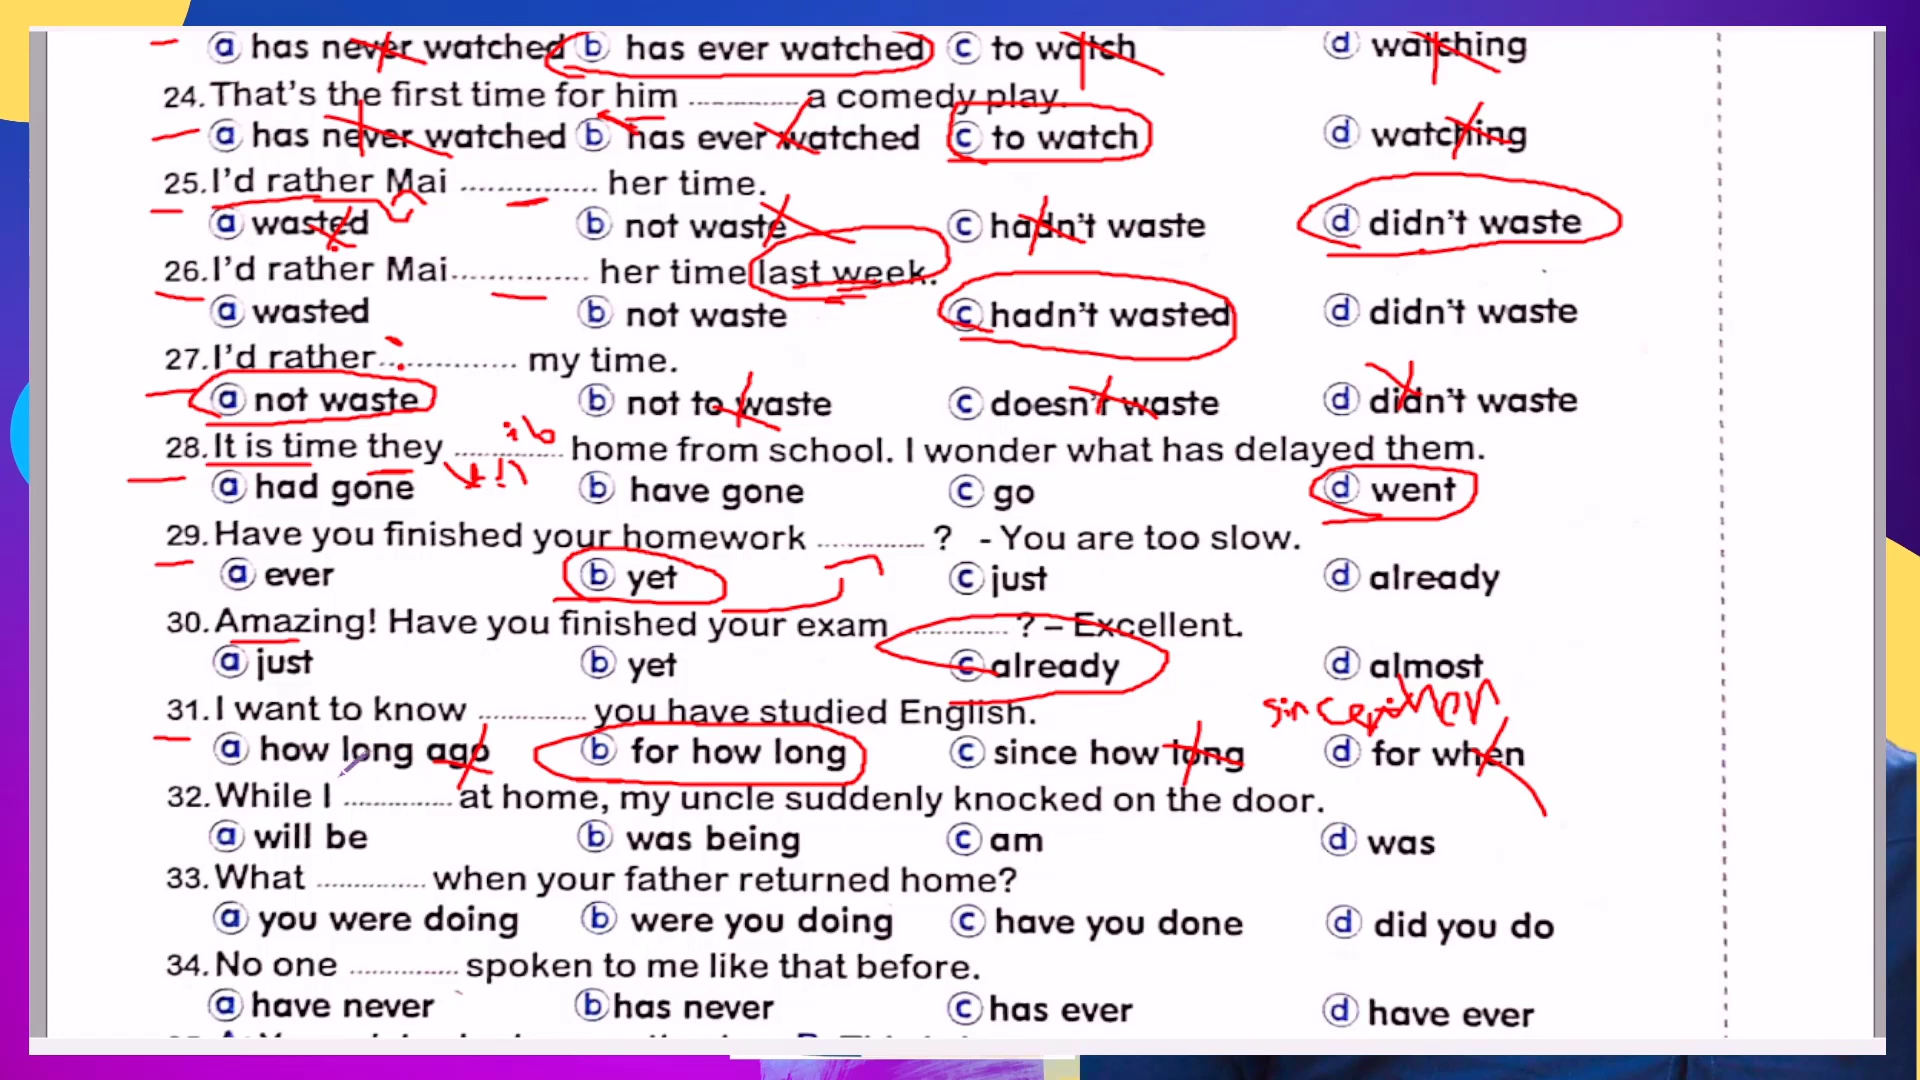 a has never watched b has ever watched c to watch d watching
24. That's the first time for him ............ a comedy play.
a has never watched b has ever watched c to watch d watching
25. I'd rather Mai ............... her time.
a wasted b not waste c hadn't waste d didn't waste
26. I'd rather Mai ............... her time last week.
a wasted b not waste c hadn't wasted d didn't waste
27. I'd rather ............... my time.
a not waste b not to waste c doesn't waste d didn't waste
28. It is time they ............ home from school. I wonder what has delayed them.
a had gone b have gone c go d went
29. Have you finished your homework ............ ? - You are too slow.
a ever b yet c just d already
30. Amazing! Have you finished your exam ............ ? – Excellent.
a just b yet c already d almost
since when
31. I want to know ............ you have studied English.
a how long ago b for how long c since how long d for when
32. While I ............ at home, my uncle suddenly knocked on the door.
a will be b was being c am d was
33. What ............ when your father returned home?
a you were doing b were you doing c have you done d did you do
34. No one ............ spoken to me like that before.
a have never b has never c has ever d have ever